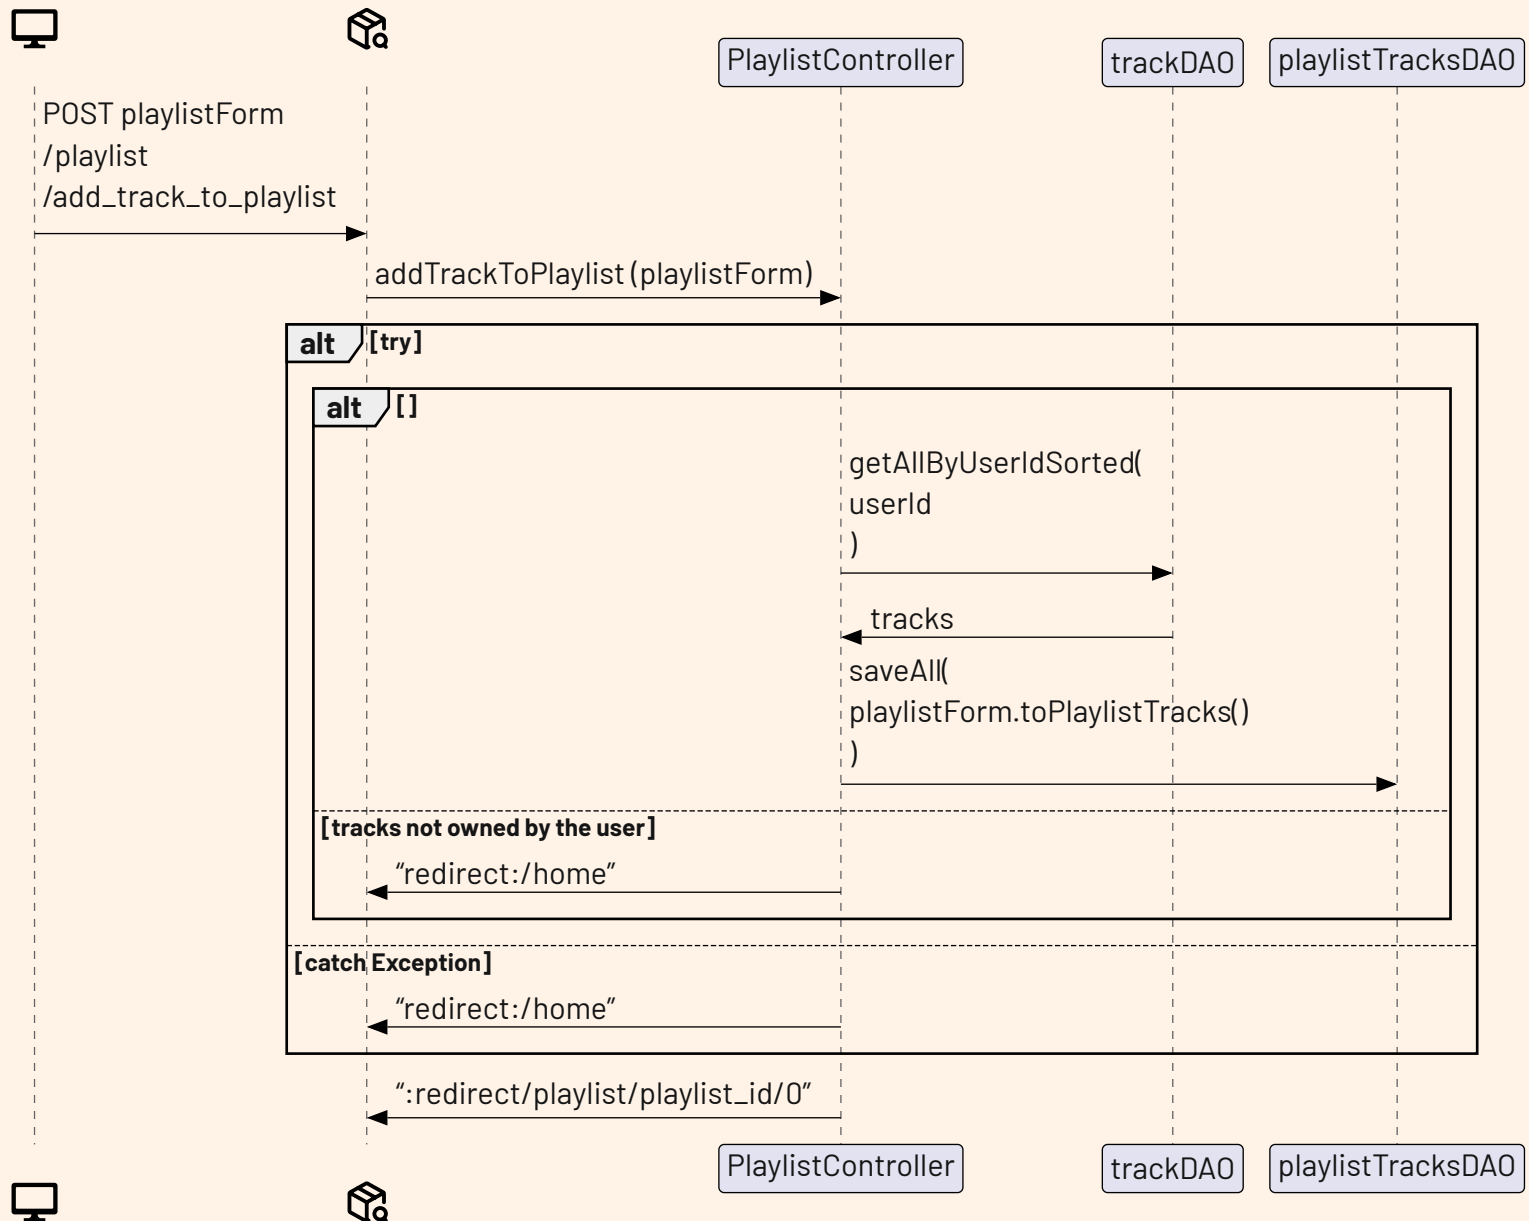 PlaylistController
trackDAO
playlistTracksDAO
POST playlistForm
/playlist
/add_track_to_playlist
addTrackToPlaylist (playlistForm)
alt [try]
alt []
getAllByUserIdSorted(
userId
)
tracks
saveAll(
playlistForm.toPlaylistTracks()
)
[tracks not owned by the user]
“redirect:/home”
[catch Exception]
“redirect:/home”
“:redirect/playlist/playlist_id/0”
PlaylistController
trackDAO
playlistTracksDAO